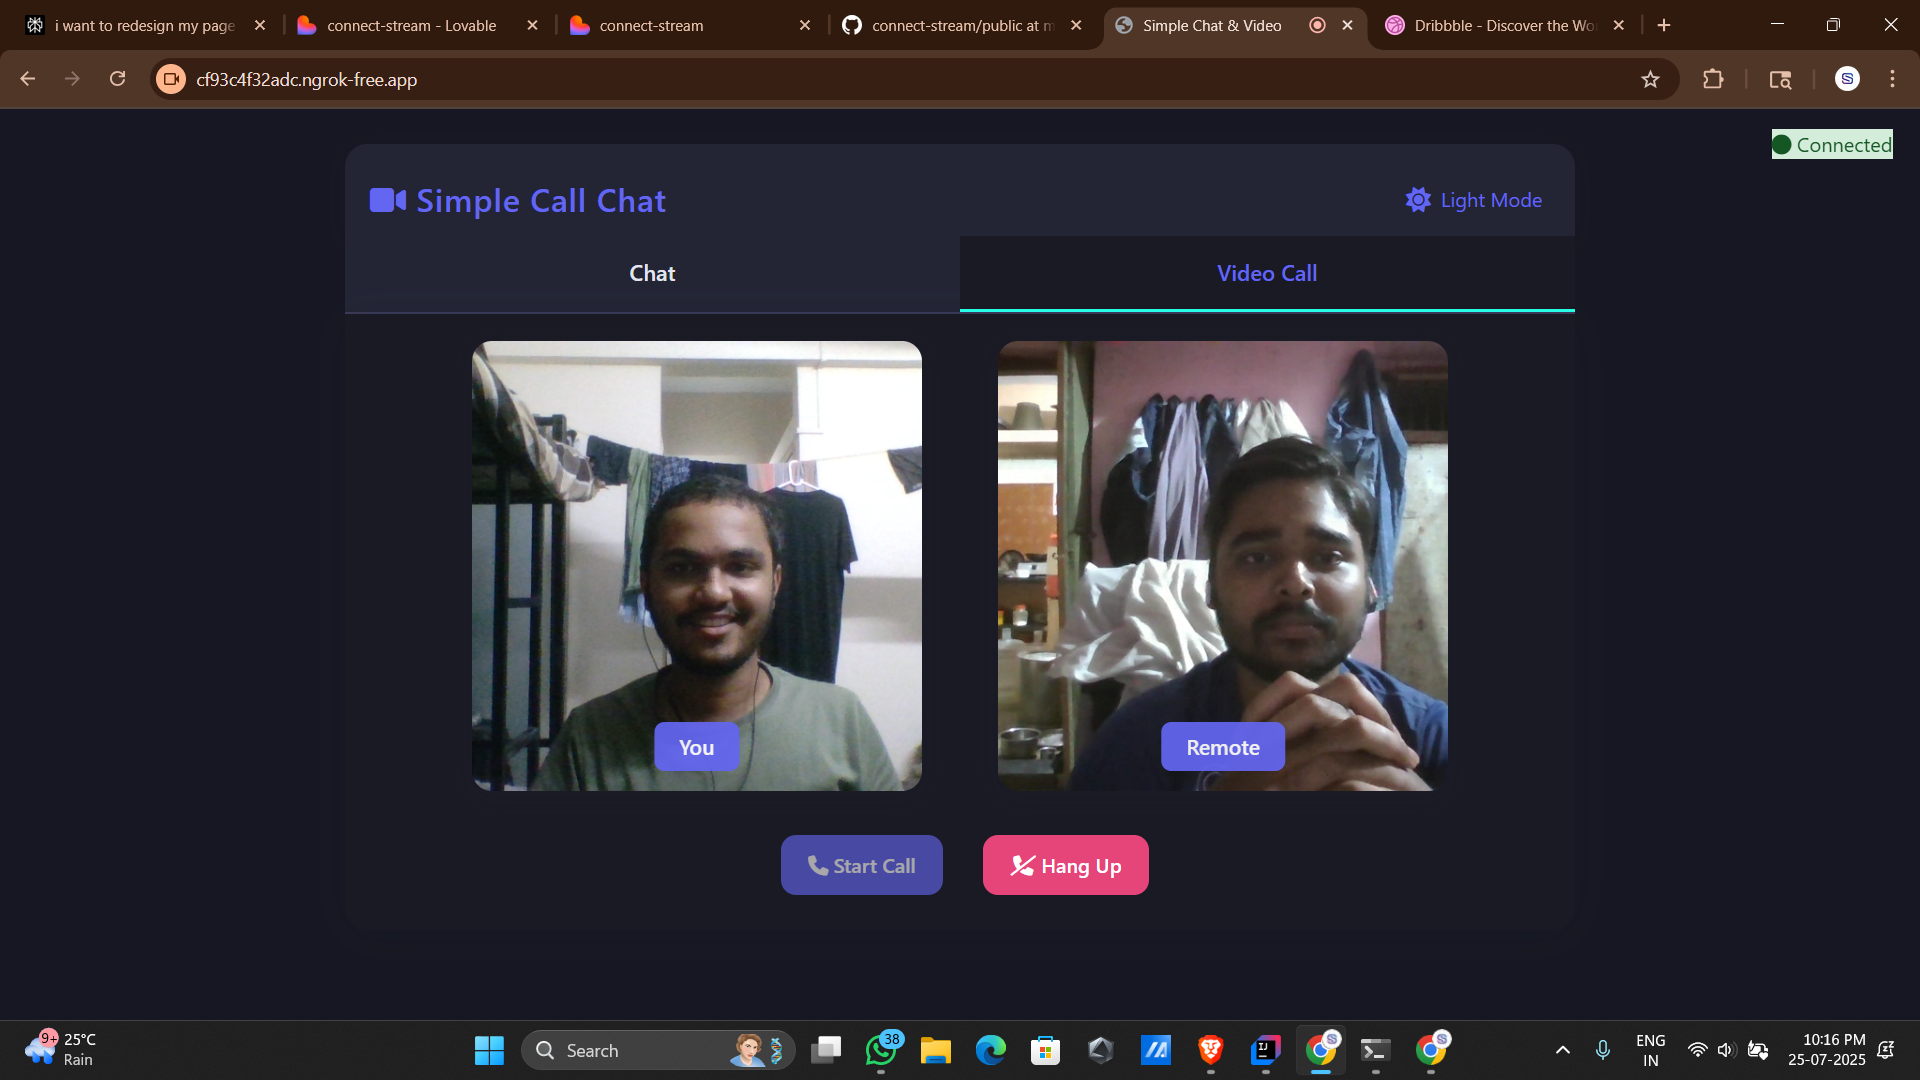 i want to redesign my page
connect-stream - Lovable
connect-stream
connect-stream/public at m
Simple Chat & Video
Dribbble - Discover the Wo
cf93c4f32adc.ngrok-free.app
Connected
Simple Call Chat
Light Mode
Chat
Video Call
You
Remote
Start Call
Hang Up
9+
25°C
Rain
Search
38
ENG
IN
10:16 PM
25-07-2025